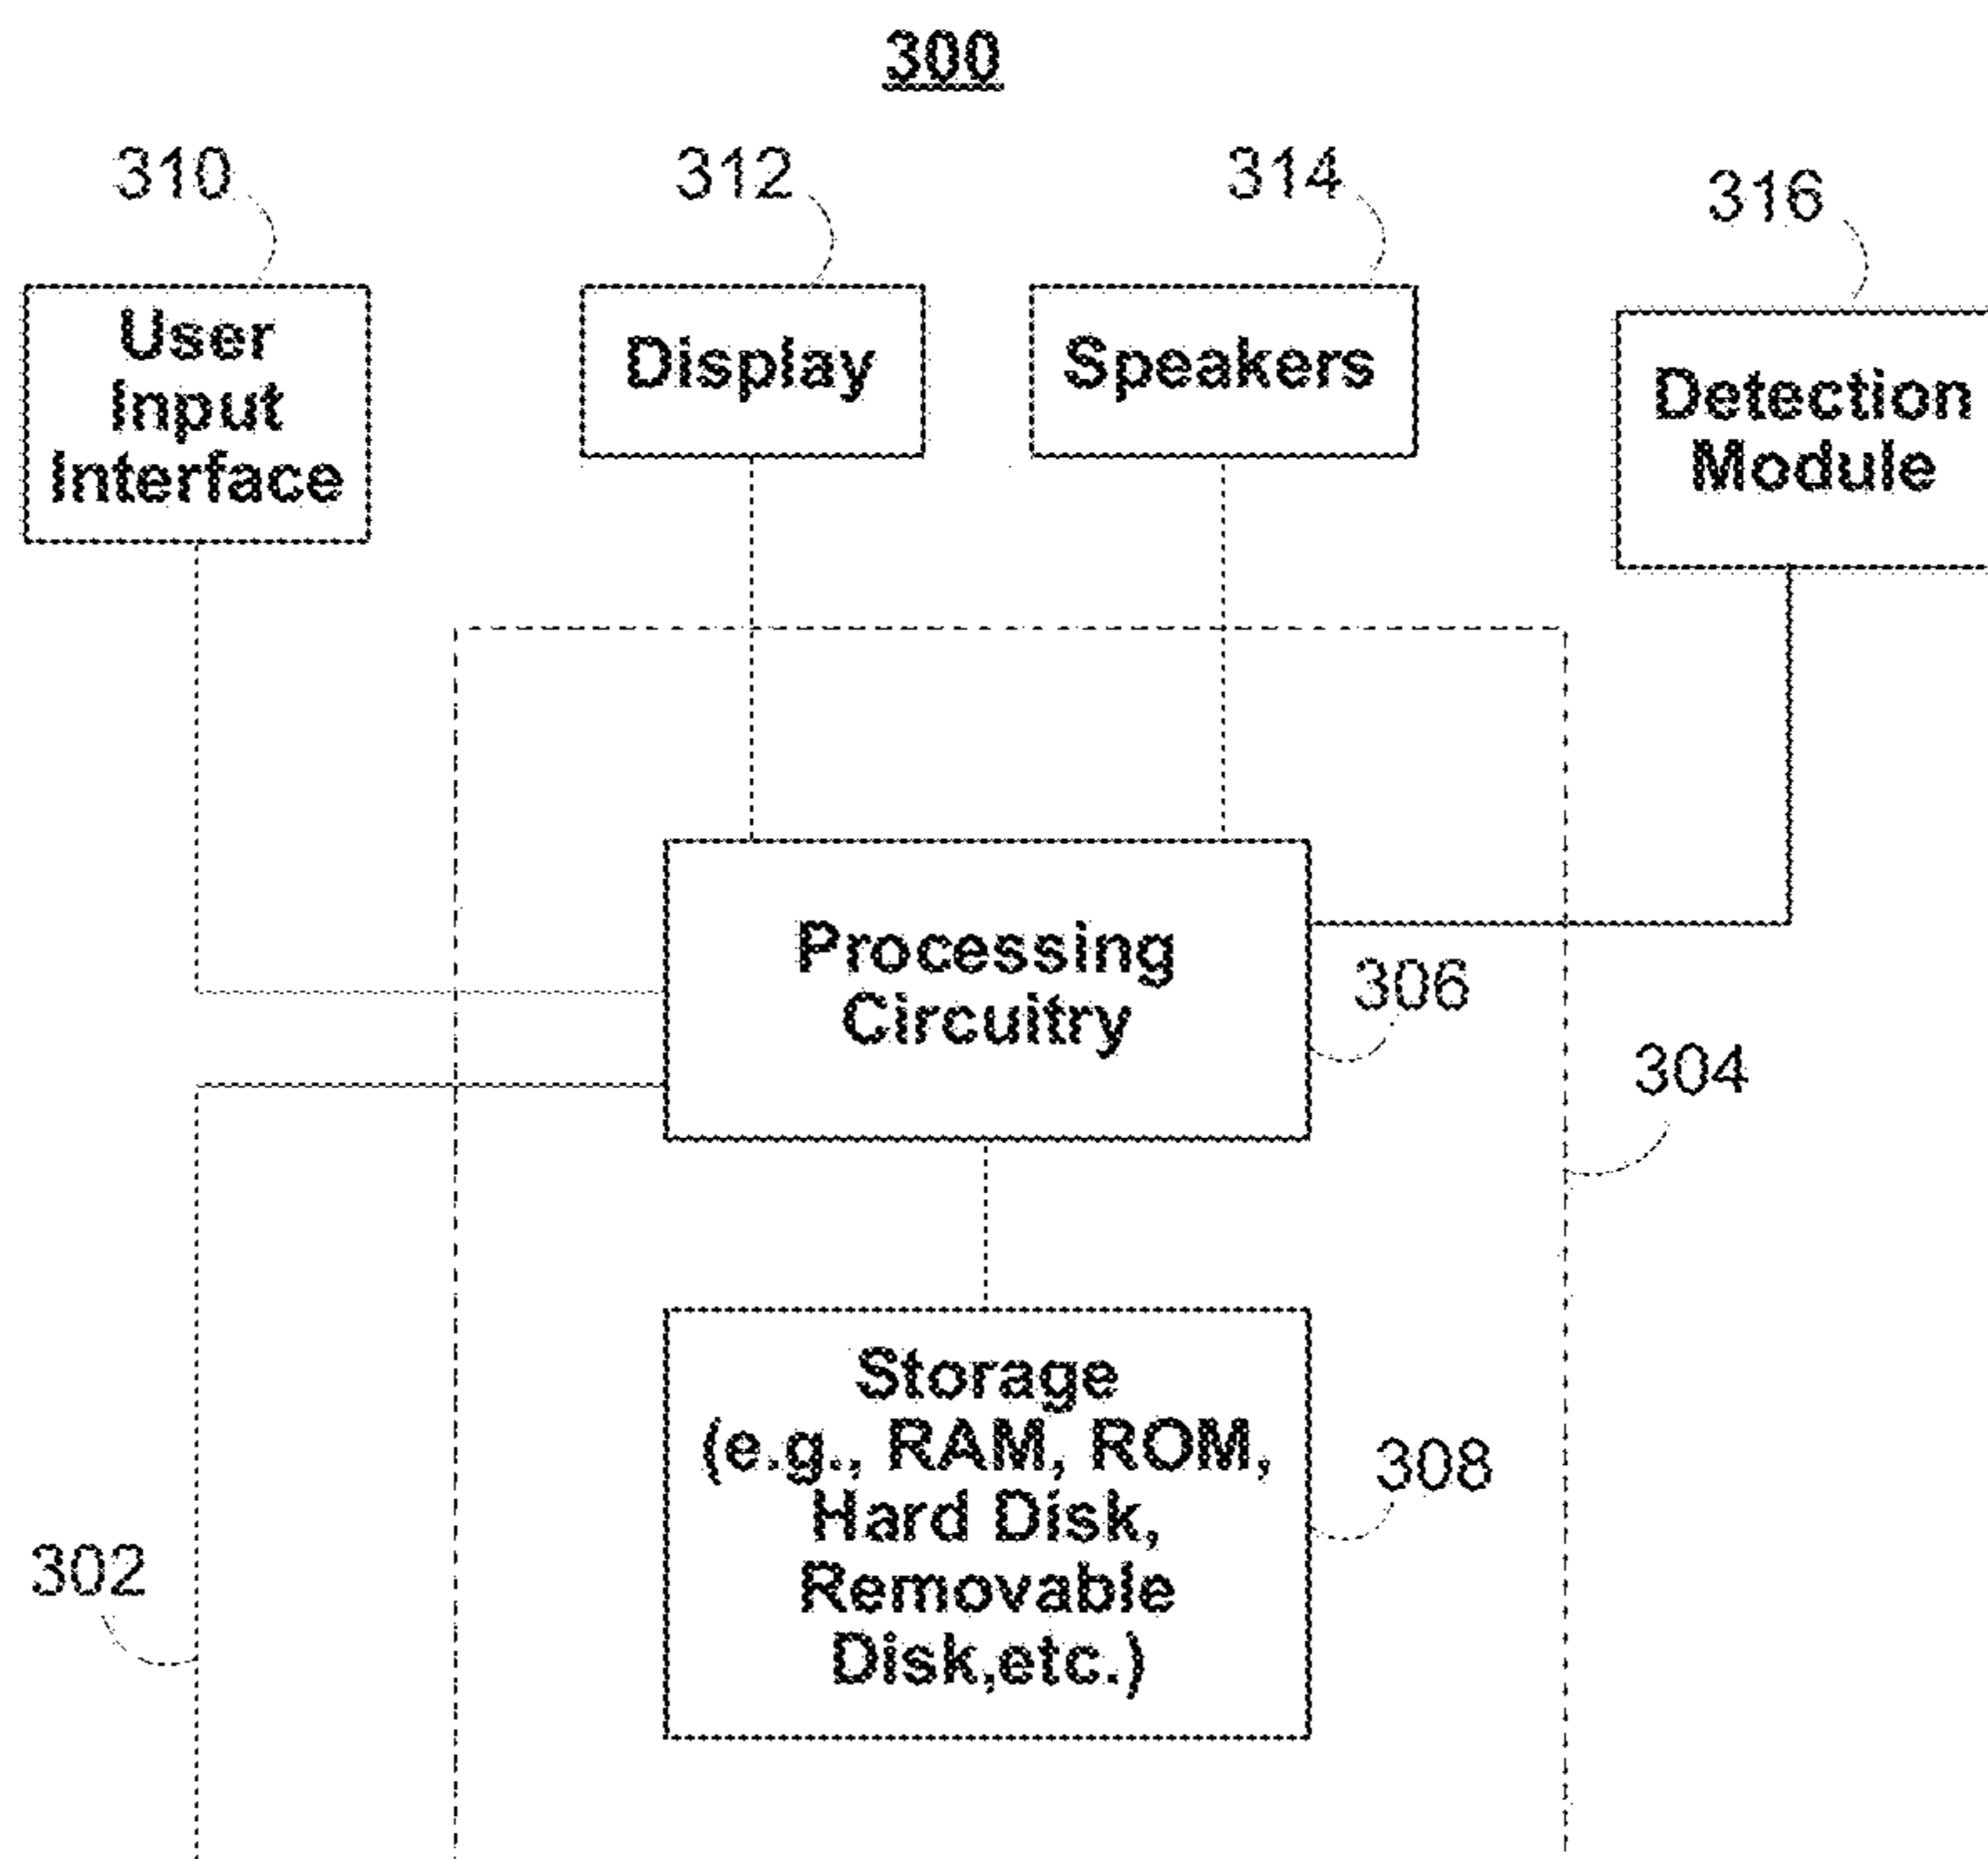 300
310
312
314
316
User
Input
Interface
Display
Speakers
Detection
Module
Processing
Circuitry
306
304
Storage
(e.g., RAM, ROM,
Hard Disk,
Removable
Disk,etc.)
308
302